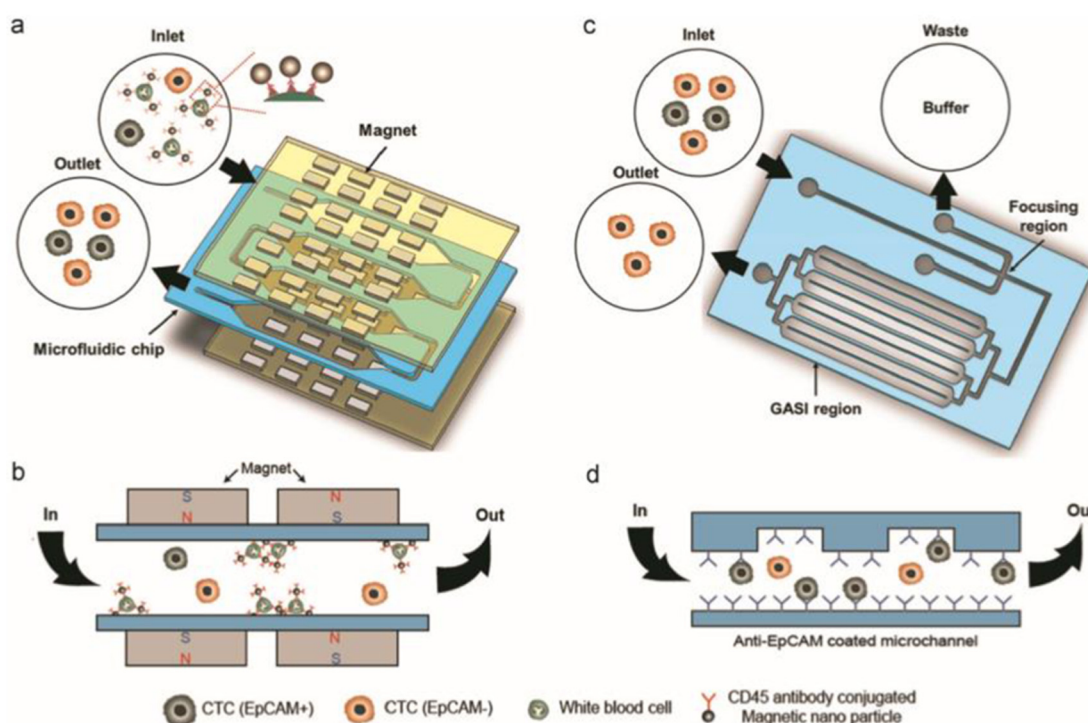 a
Inlet
Magnet
Outlet
Microfluidic chip
c
Waste
Inlet
Buffer
Outlet
Focusing
region
GASI region
b
Magnet
S
N
N
S
In
Out
S
N
N
S
d
In
Ou
Anti-EpCAM coated microchannel
CTC (EpCAM+)
CTC (EpCAM-)
White blood cell
CD45 antibody conjugated
Magnetic nano particle